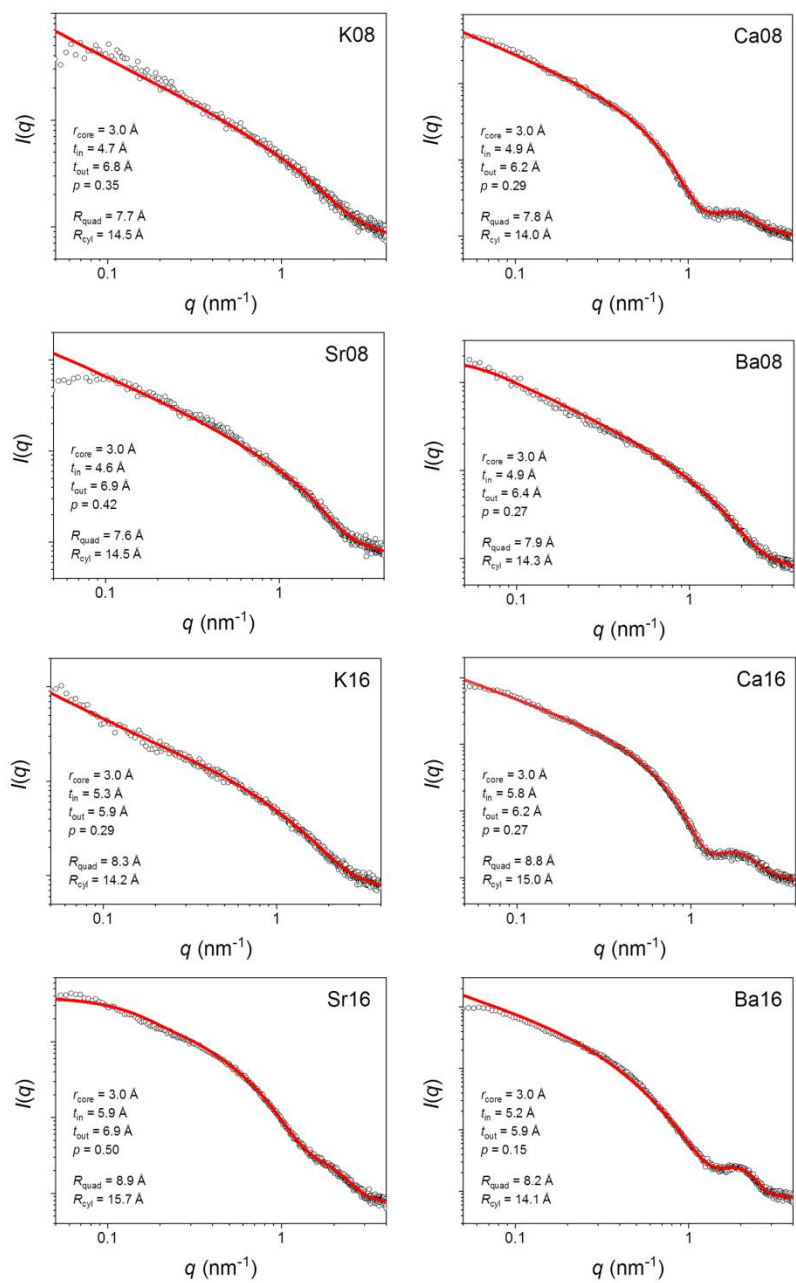 K08
I(q)
r_core = 3.0 Å
t_in = 4.7 Å
t_out = 6.8 Å
p = 0.35
R_quad = 7.7 Å
R_cyl = 14.5 Å
0.1 1
q (nm⁻¹)
Ca08
I(q)
r_core = 3.0 Å
t_in = 4.9 Å
t_out = 6.2 Å
p = 0.29
R_quad = 7.8 Å
R_cyl = 14.0 Å
0.1 1
q (nm⁻¹)
Sr08
I(q)
r_core = 3.0 Å
t_in = 4.6 Å
t_out = 6.9 Å
p = 0.42
R_quad = 7.6 Å
R_cyl = 14.5 Å
0.1 1
q (nm⁻¹)
Ba08
I(q)
r_core = 3.0 Å
t_in = 4.9 Å
t_out = 6.4 Å
p = 0.27
R_quad = 7.9 Å
R_cyl = 14.3 Å
0.1 1
q (nm⁻¹)
K16
I(q)
r_core = 3.0 Å
t_in = 5.3 Å
t_out = 5.9 Å
p = 0.29
R_quad = 8.3 Å
R_cyl = 14.2 Å
0.1 1
q (nm⁻¹)
Ca16
I(q)
r_core = 3.0 Å
t_in = 5.8 Å
t_out = 6.2 Å
p = 0.27
R_quad = 8.8 Å
R_cyl = 15.0 Å
0.1 1
q (nm⁻¹)
Sr16
I(q)
r_core = 3.0 Å
t_in = 5.9 Å
t_out = 6.9 Å
p = 0.50
R_quad = 8.9 Å
R_cyl = 15.7 Å
0.1 1
q (nm⁻¹)
Ba16
I(q)
r_core = 3.0 Å
t_in = 5.2 Å
t_out = 5.9 Å
p = 0.15
R_quad = 8.2 Å
R_cyl = 14.1 Å
0.1 1
q (nm⁻¹)